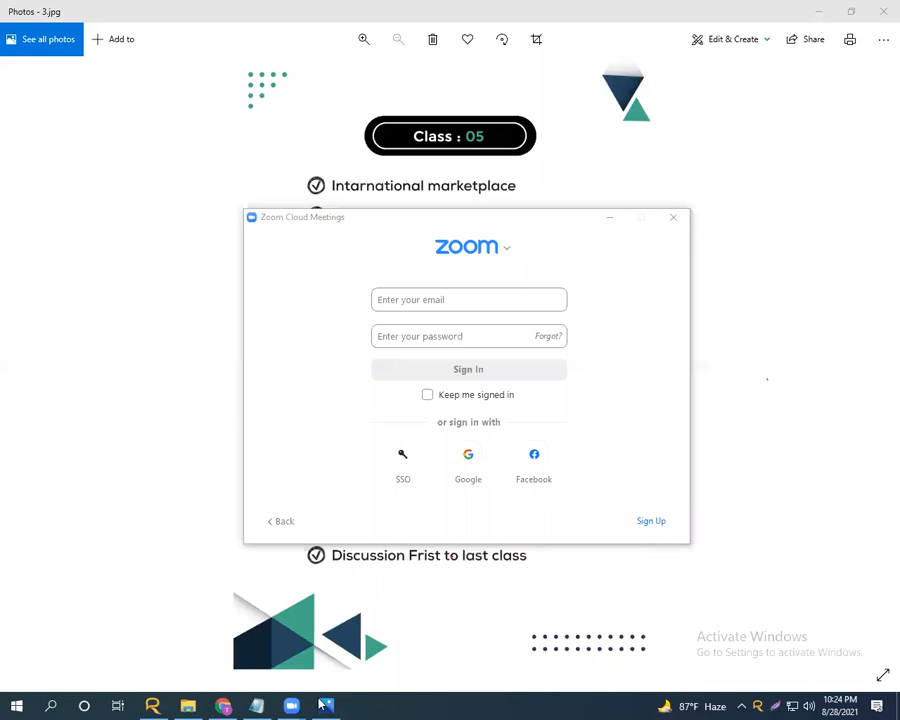 Photos - 3.jpg
See all photos
Add to
Edit & Create
Share
Class : 05
Intarnational marketplace
Zoom Cloud Meetings
zoom
Enter your email
Enter your password
Forgot?
Sign In
Keep me signed in
or sign in with
SSO
Google
Facebook
Back
Sign Up
Discussion Frist to last class
Activate Windows
Go to Settings to activate Windows.
87°F Haze
10:24 PM
8/28/2021